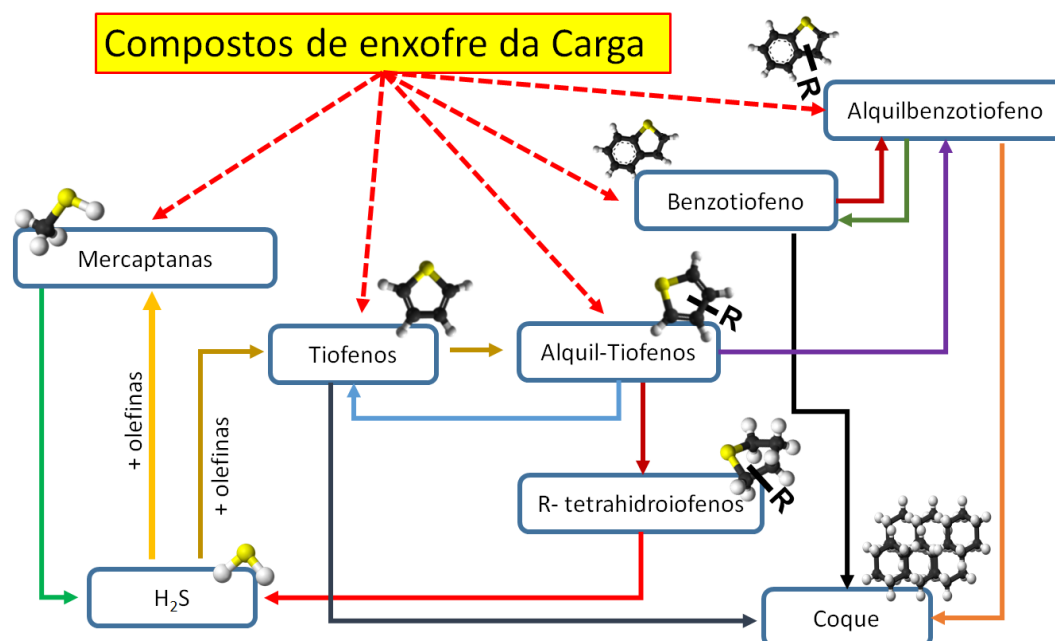 Compostos de enxofre da Carga
R
Alquilbenzotiofeno
Benzotiofeno
Mercaptanas
R
Tiofenos
Alquil-Tiofenos
+ olefinas
+ olefinas
R
R- tetrahidroiofenos
H₂S
Coque